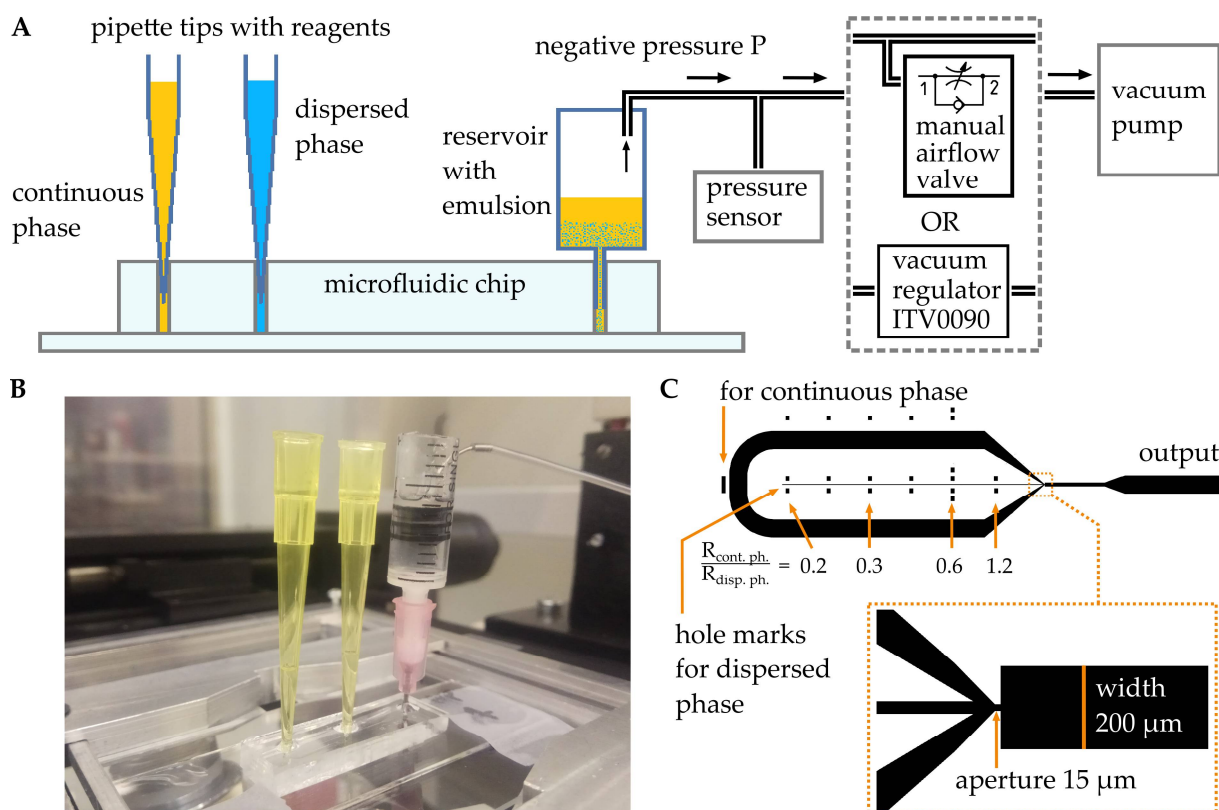 A
pipette tips with reagents
continuous
phase
dispersed
phase
microfluidic chip
reservoir
with
emulsion
negative pressure P
pressure
sensor
1 2
manual
airflow
valve
OR
vacuum
regulator
ITV0090
vacuum
pump
B
C
for continuous phase
output
R cont. ph.
R disp. ph.
= 0.2 0.3 0.6 1.2
hole marks
for dispersed
phase
width
200 µm
aperture 15 µm